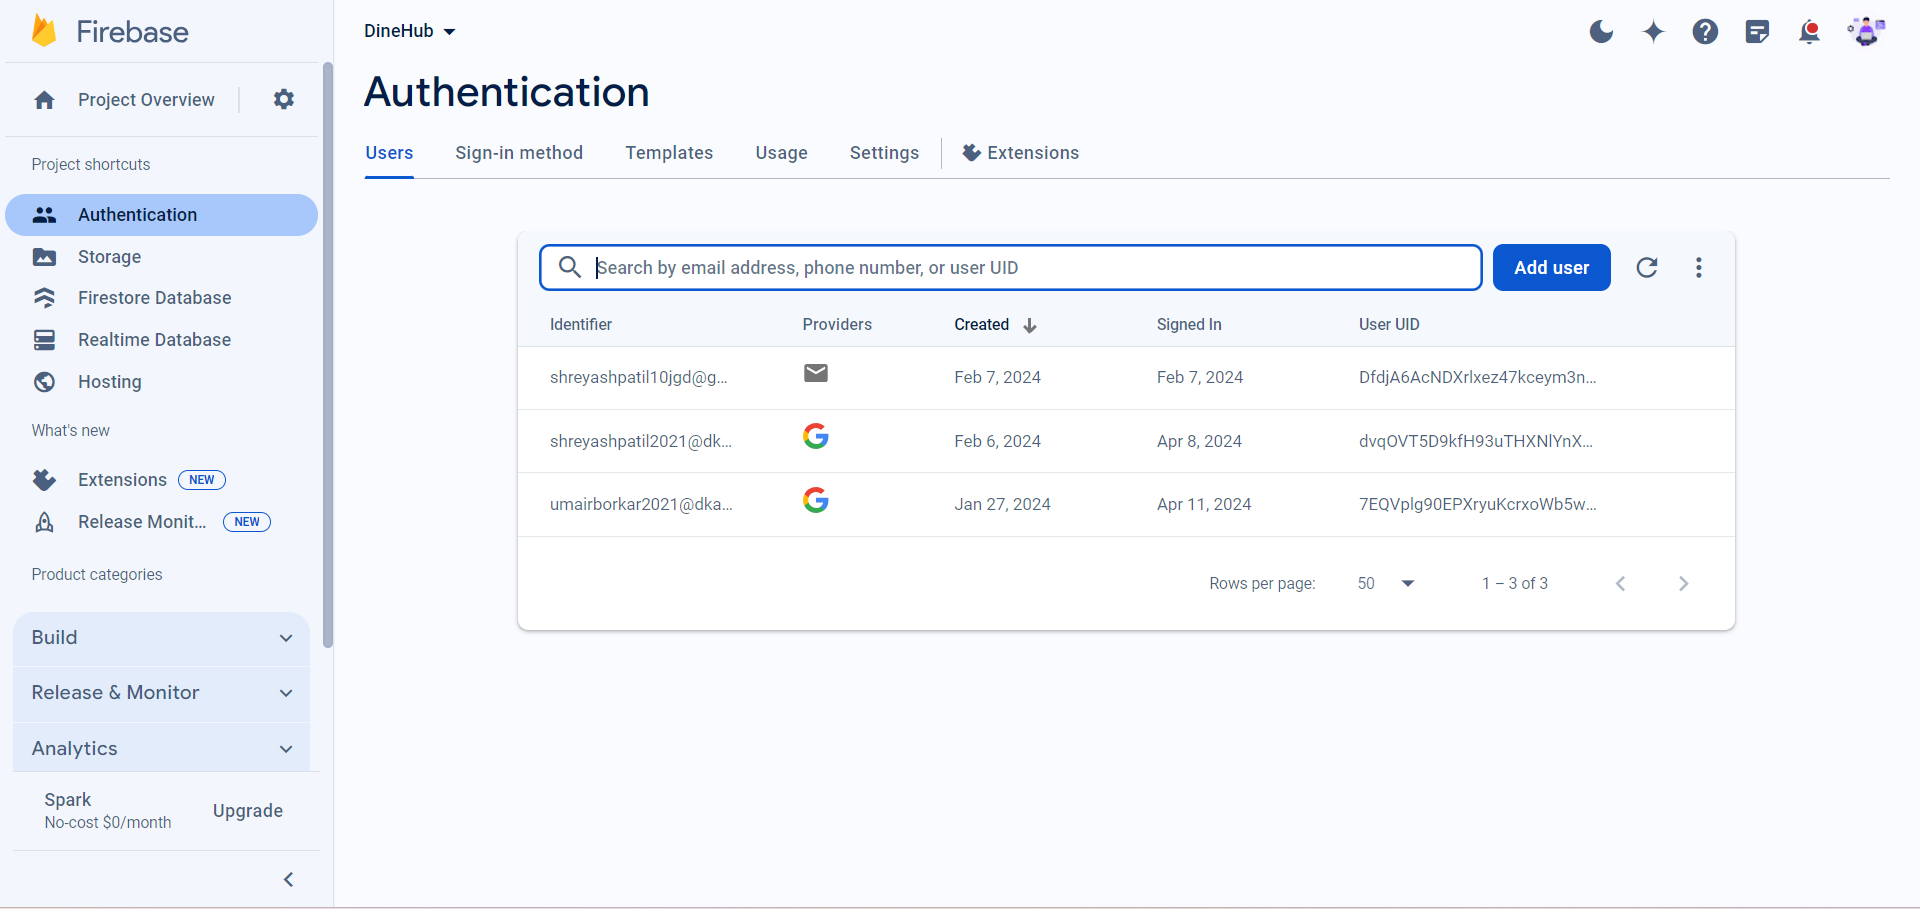 Firebase
Project Overview
Project shortcuts
Authentication
Storage
Firestore Database
Realtime Database
Hosting
What's new
Extensions NEW
Release Monit... NEW
Product categories
Build
Release & Monitor
Analytics
Spark
No-cost $0/month
Upgrade
DineHub
Authentication
Users Sign-in method Templates Usage Settings Extensions
Search by email address, phone number, or user UID Add user
Identifier Providers Created Signed In User UID
shreyashpatil10jgd@g... Feb 7, 2024 Feb 7, 2024 DfdjA6AcNDXrlxez47kceym3n...
shreyashpatil2021@dk... Feb 6, 2024 Apr 8, 2024 dvqOVT5D9kfH93uTHXNlYnX...
umairborkar2021@dka... Jan 27, 2024 Apr 11, 2024 7EQVplg90EPXryuKcrxoWb5w...
Rows per page: 50 1 – 3 of 3